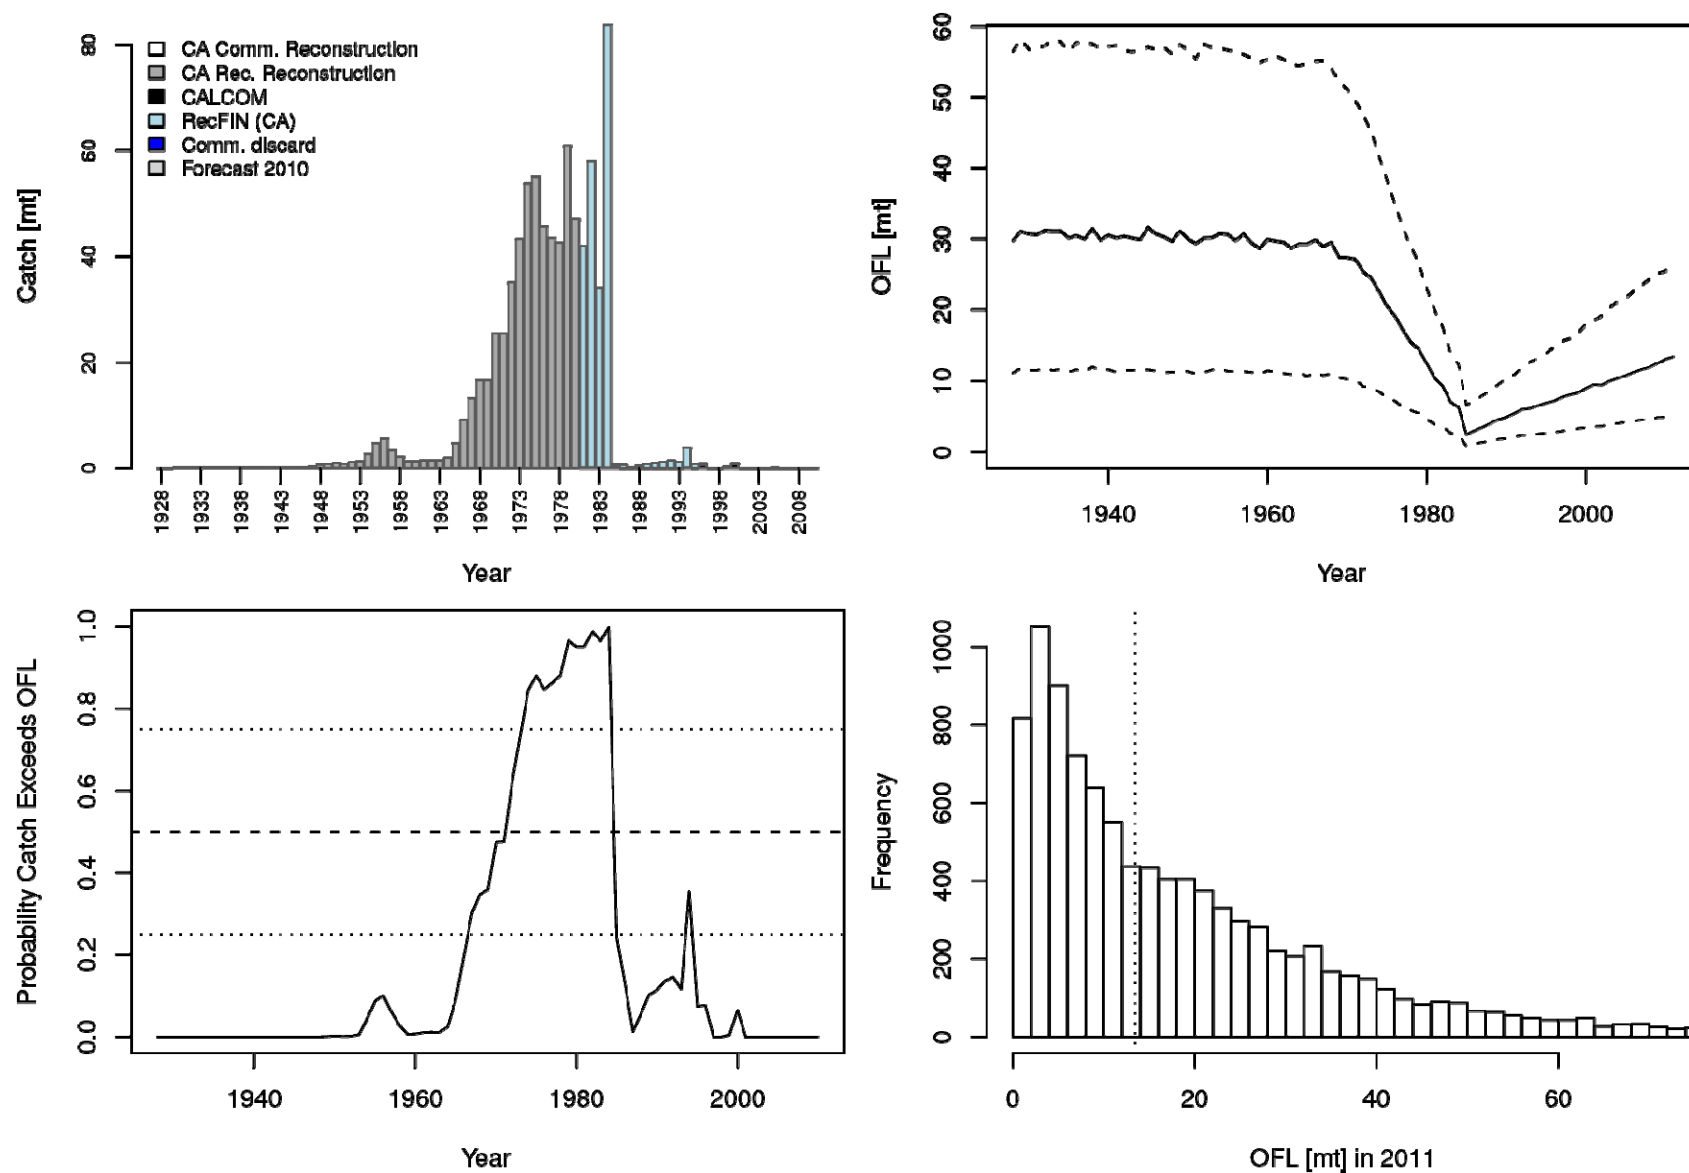 CA Comm. Reconstruction
CA Rec. Reconstruction
CALCOM
RecFIN (CA)
Comm. discard
Forecast 2010
Catch [mt]
80
60
40
20
0
1928 1933 1938 1943 1948 1953 1958 1963 1968 1973 1978 1983 1988 1993 1998 2003 2008
Year
OFL [mt]
60
50
40
30
20
10
0
1940 1960 1980 2000
Year
Probability Catch Exceeds OFL
1.0
0.8
0.6
0.4
0.2
0.0
1940 1960 1980 2000
Year
Frequency
1000
800
600
400
200
0
0 20 40 60
OFL [mt] in 2011